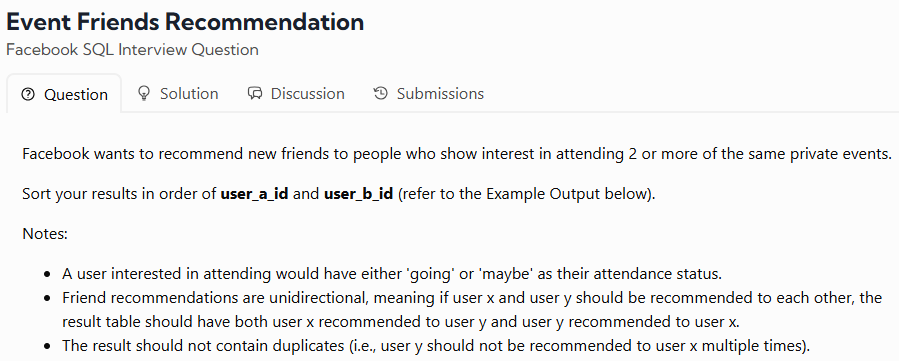 Event Friends Recommendation
Facebook SQL Interview Question
Question Solution Discussion Submissions
Facebook wants to recommend new friends to people who show interest in attending 2 or more of the same private events.
Sort your results in order of user_a_id and user_b_id (refer to the Example Output below).
Notes:
• A user interested in attending would have either 'going' or 'maybe' as their attendance status.
• Friend recommendations are unidirectional, meaning if user x and user y should be recommended to each other, the
result table should have both user x recommended to user y and user y recommended to user x.
• The result should not contain duplicates (i.e., user y should not be recommended to user x multiple times).